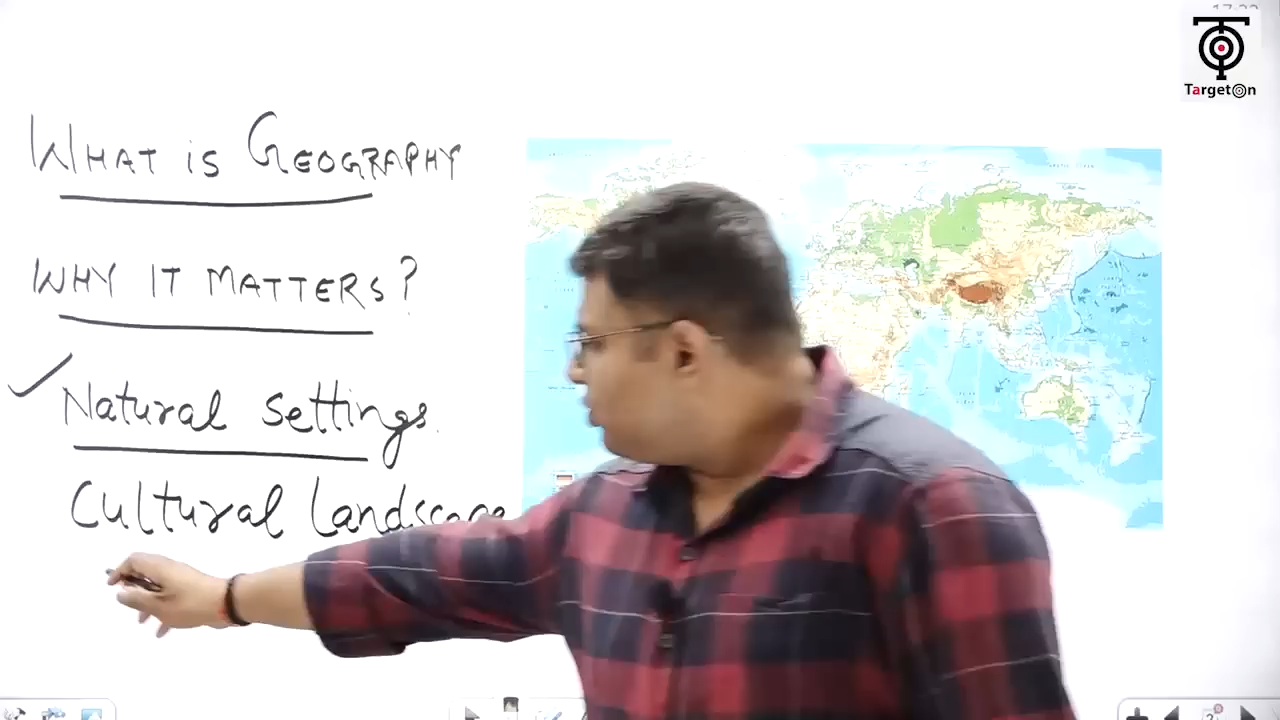 TargetOn
WHAT is GEOGRAPHY
WHY IT MATTERS?
Natural settings.
Cultural landscape